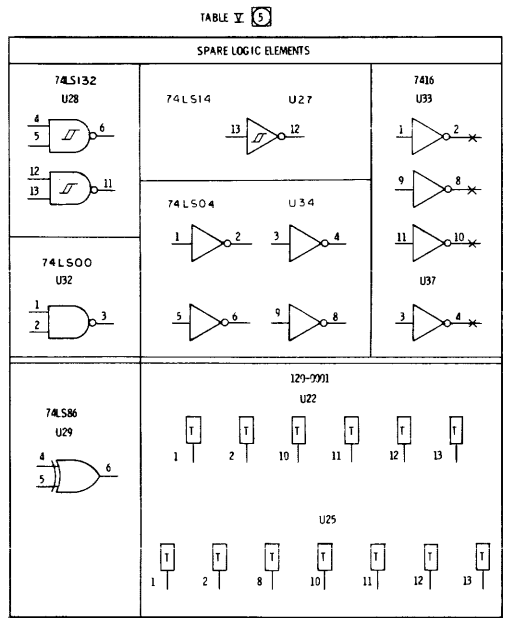 TABLE V 5
SPARE LOGIC ELEMENTS
74LS132
U28
4
5
6
12
13
11
74LS14 U27
13 12
7416
U33
1 2
9 8
11 10
U37
3 4
74LS04 U34
1 2 3 4
5 6 9 8
74LS00
U32
1
2
3
74LS86
U29
4
5
6
129-0001
U22
T T T T T T
1 2 10 11 12 13
U25
T T T T T T T
1 2 8 10 11 12 13